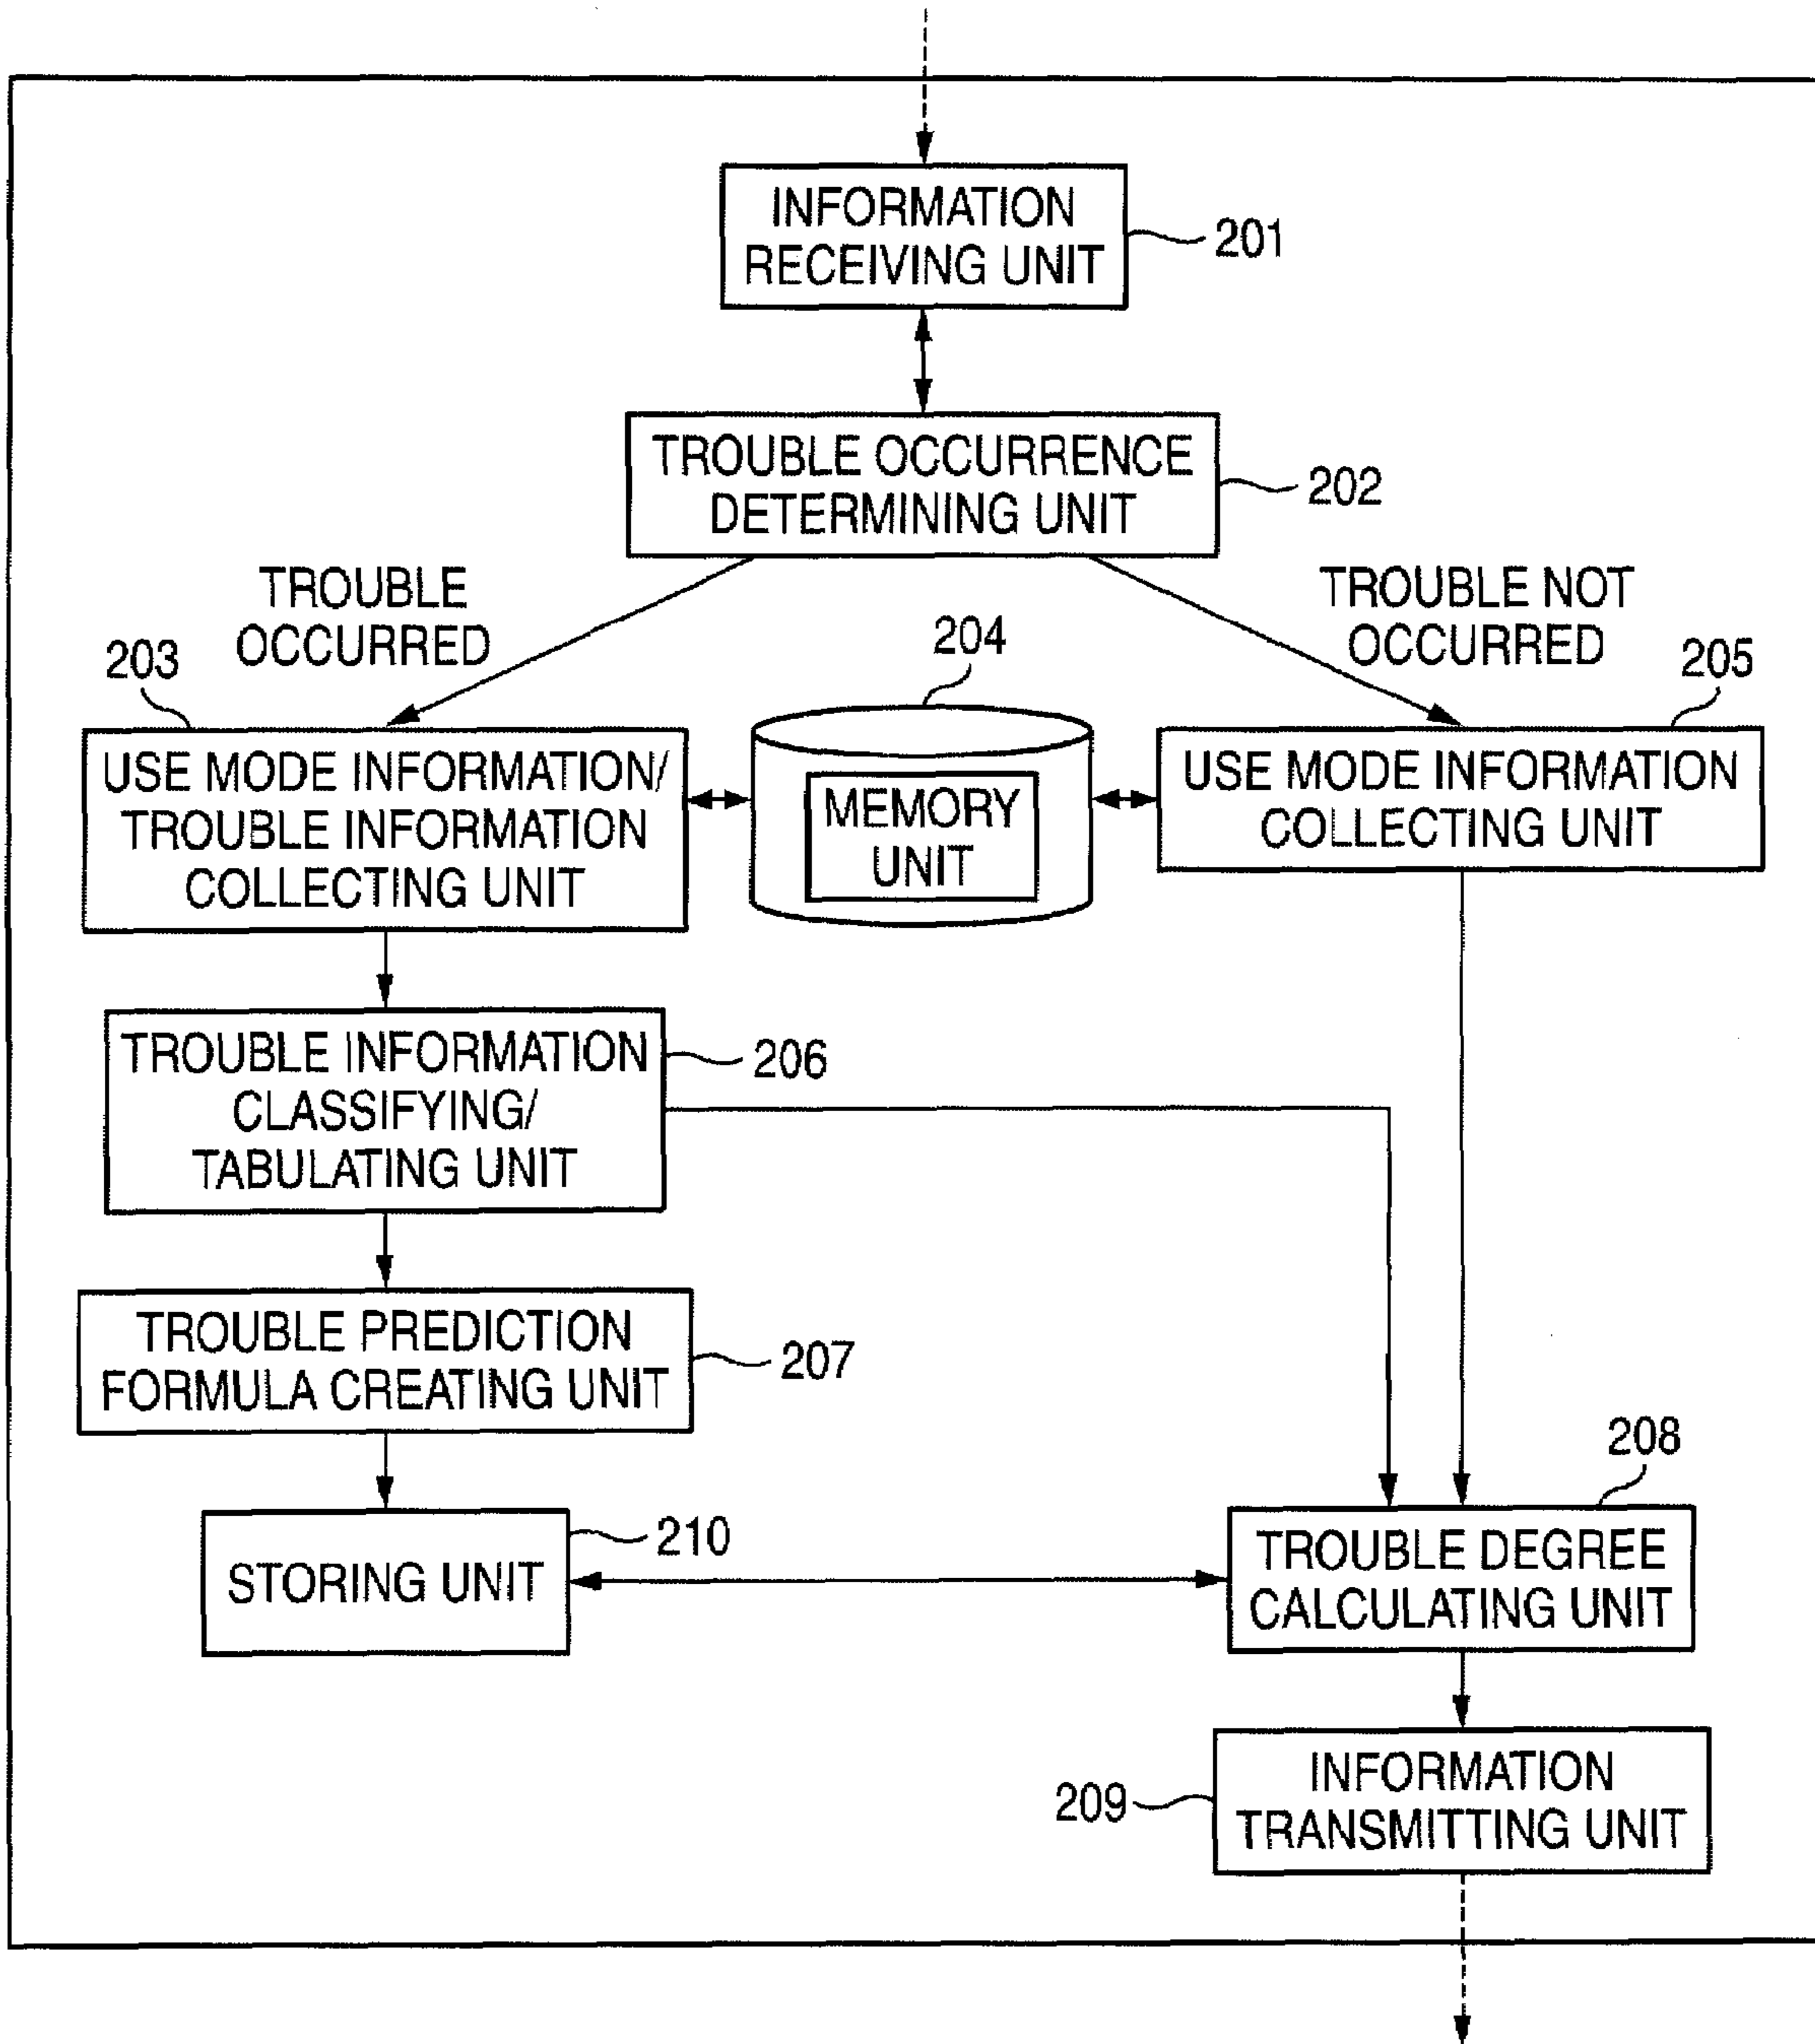 INFORMATION
RECEIVING UNIT
201
TROUBLE OCCURRENCE
DETERMINING UNIT
202
TROUBLE
OCCURRED
TROUBLE NOT
OCCURRED
203
204
205
USE MODE INFORMATION/
TROUBLE INFORMATION
COLLECTING UNIT
MEMORY
UNIT
USE MODE INFORMATION
COLLECTING UNIT
TROUBLE INFORMATION
CLASSIFYING/
TABULATING UNIT
206
TROUBLE PREDICTION
FORMULA CREATING UNIT
207
208
STORING UNIT
210
TROUBLE DEGREE
CALCULATING UNIT
209
INFORMATION
TRANSMITTING UNIT